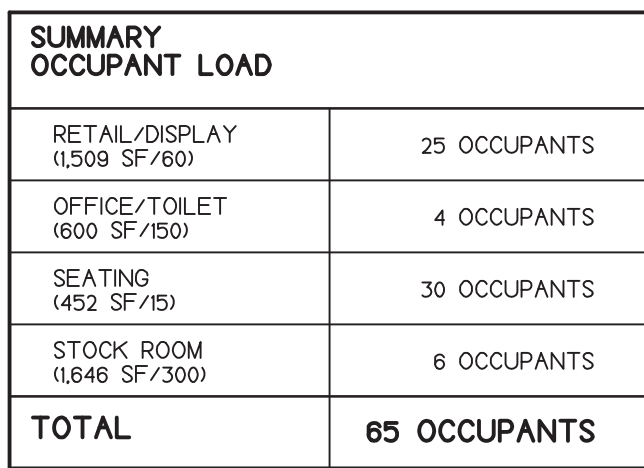 SUMMARY
OCCUPANT LOAD
RETAIL/DISPLAY
(1,509 SF/60)
25 OCCUPANTS
OFFICE/TOILET
(600 SF/150)
4 OCCUPANTS
SEATING
(452 SF/15)
30 OCCUPANTS
STOCK ROOM
(1,646 SF/300)
6 OCCUPANTS
TOTAL
65 OCCUPANTS